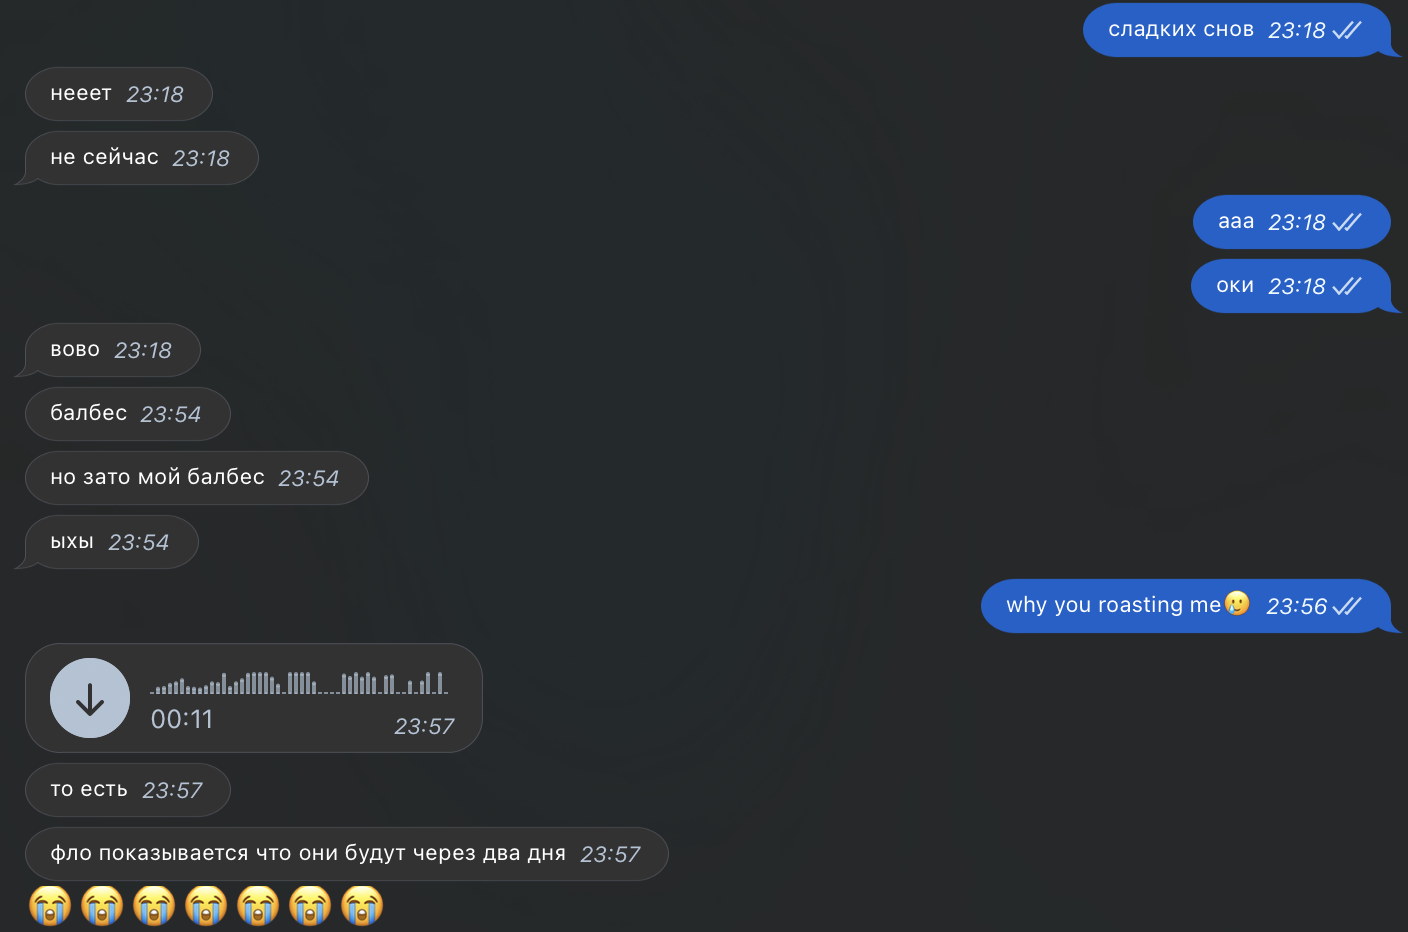 сладких снов 23:18
нееет 23:18
не сейчас 23:18
ааа 23:18
оки 23:18
вово 23:18
балбес 23:54
но зато мой балбес 23:54
ыхы 23:54
why you roasting me🥲 23:56
00:11 23:57
то есть 23:57
фло показывается что они будут через два дня 23:57
😭😭😭😭😭😭😭